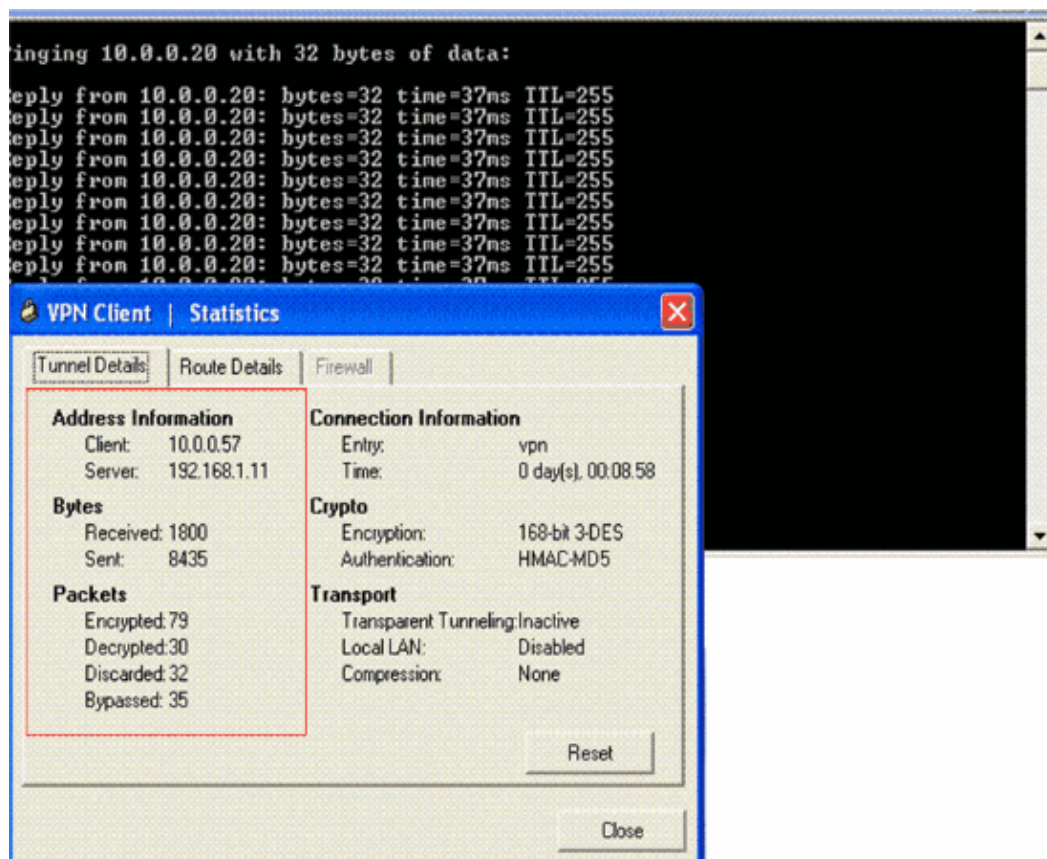 inging 10.0.0.20 with 32 bytes of data:
eply from 10.0.0.20: bytes=32 time=37ms TTL=255
eply from 10.0.0.20: bytes=32 time=37ms TTL=255
eply from 10.0.0.20: bytes=32 time=37ms TTL=255
eply from 10.0.0.20: bytes=32 time=37ms TTL=255
eply from 10.0.0.20: bytes=32 time=37ms TTL=255
eply from 10.0.0.20: bytes=32 time=37ms TTL=255
eply from 10.0.0.20: bytes=32 time=37ms TTL=255
eply from 10.0.0.20: bytes=32 time=37ms TTL=255
eply from 10.0.0.20: bytes=32 time=37ms TTL=255
VPN Client | Statistics
Tunnel Details Route Details Firewall
Address Information
Client: 10.0.0.57
Server: 192.168.1.11
Bytes
Received: 1800
Sent: 8435
Packets
Encrypted: 79
Decrypted: 30
Discarded: 32
Bypassed: 35
Connection Information
Entry: vpn
Time: 0 day(s), 00:08.58
Crypto
Encryption: 168-bit 3-DES
Authentication: HMAC-MD5
Transport
Transparent Tunneling: Inactive
Local LAN: Disabled
Compression: None
Reset
Close